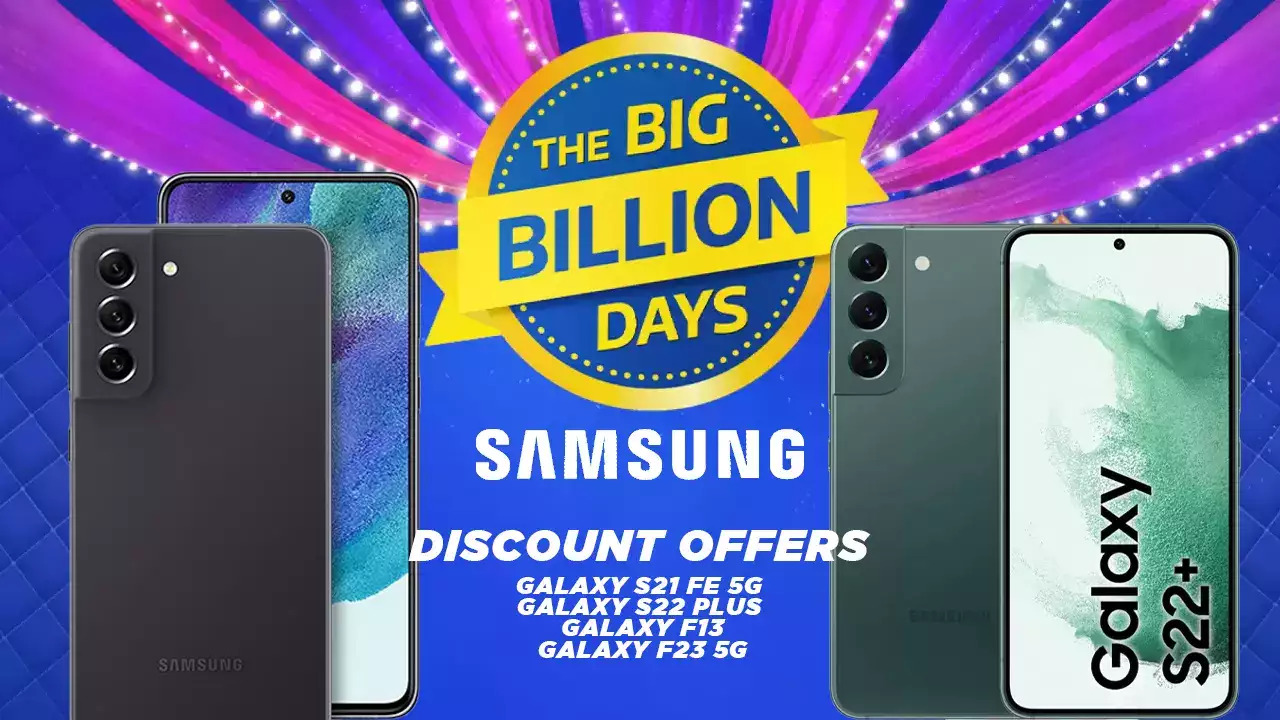 THE BIG
BILLION
DAYS
SAMSUNG
DISCOUNT OFFERS
GALAXY S21 FE 5G
GALAXY S22 PLUS
GALAXY F13
GALAXY F23 5G
SAMSUNG
SAMSUNG
Galaxy
S22+